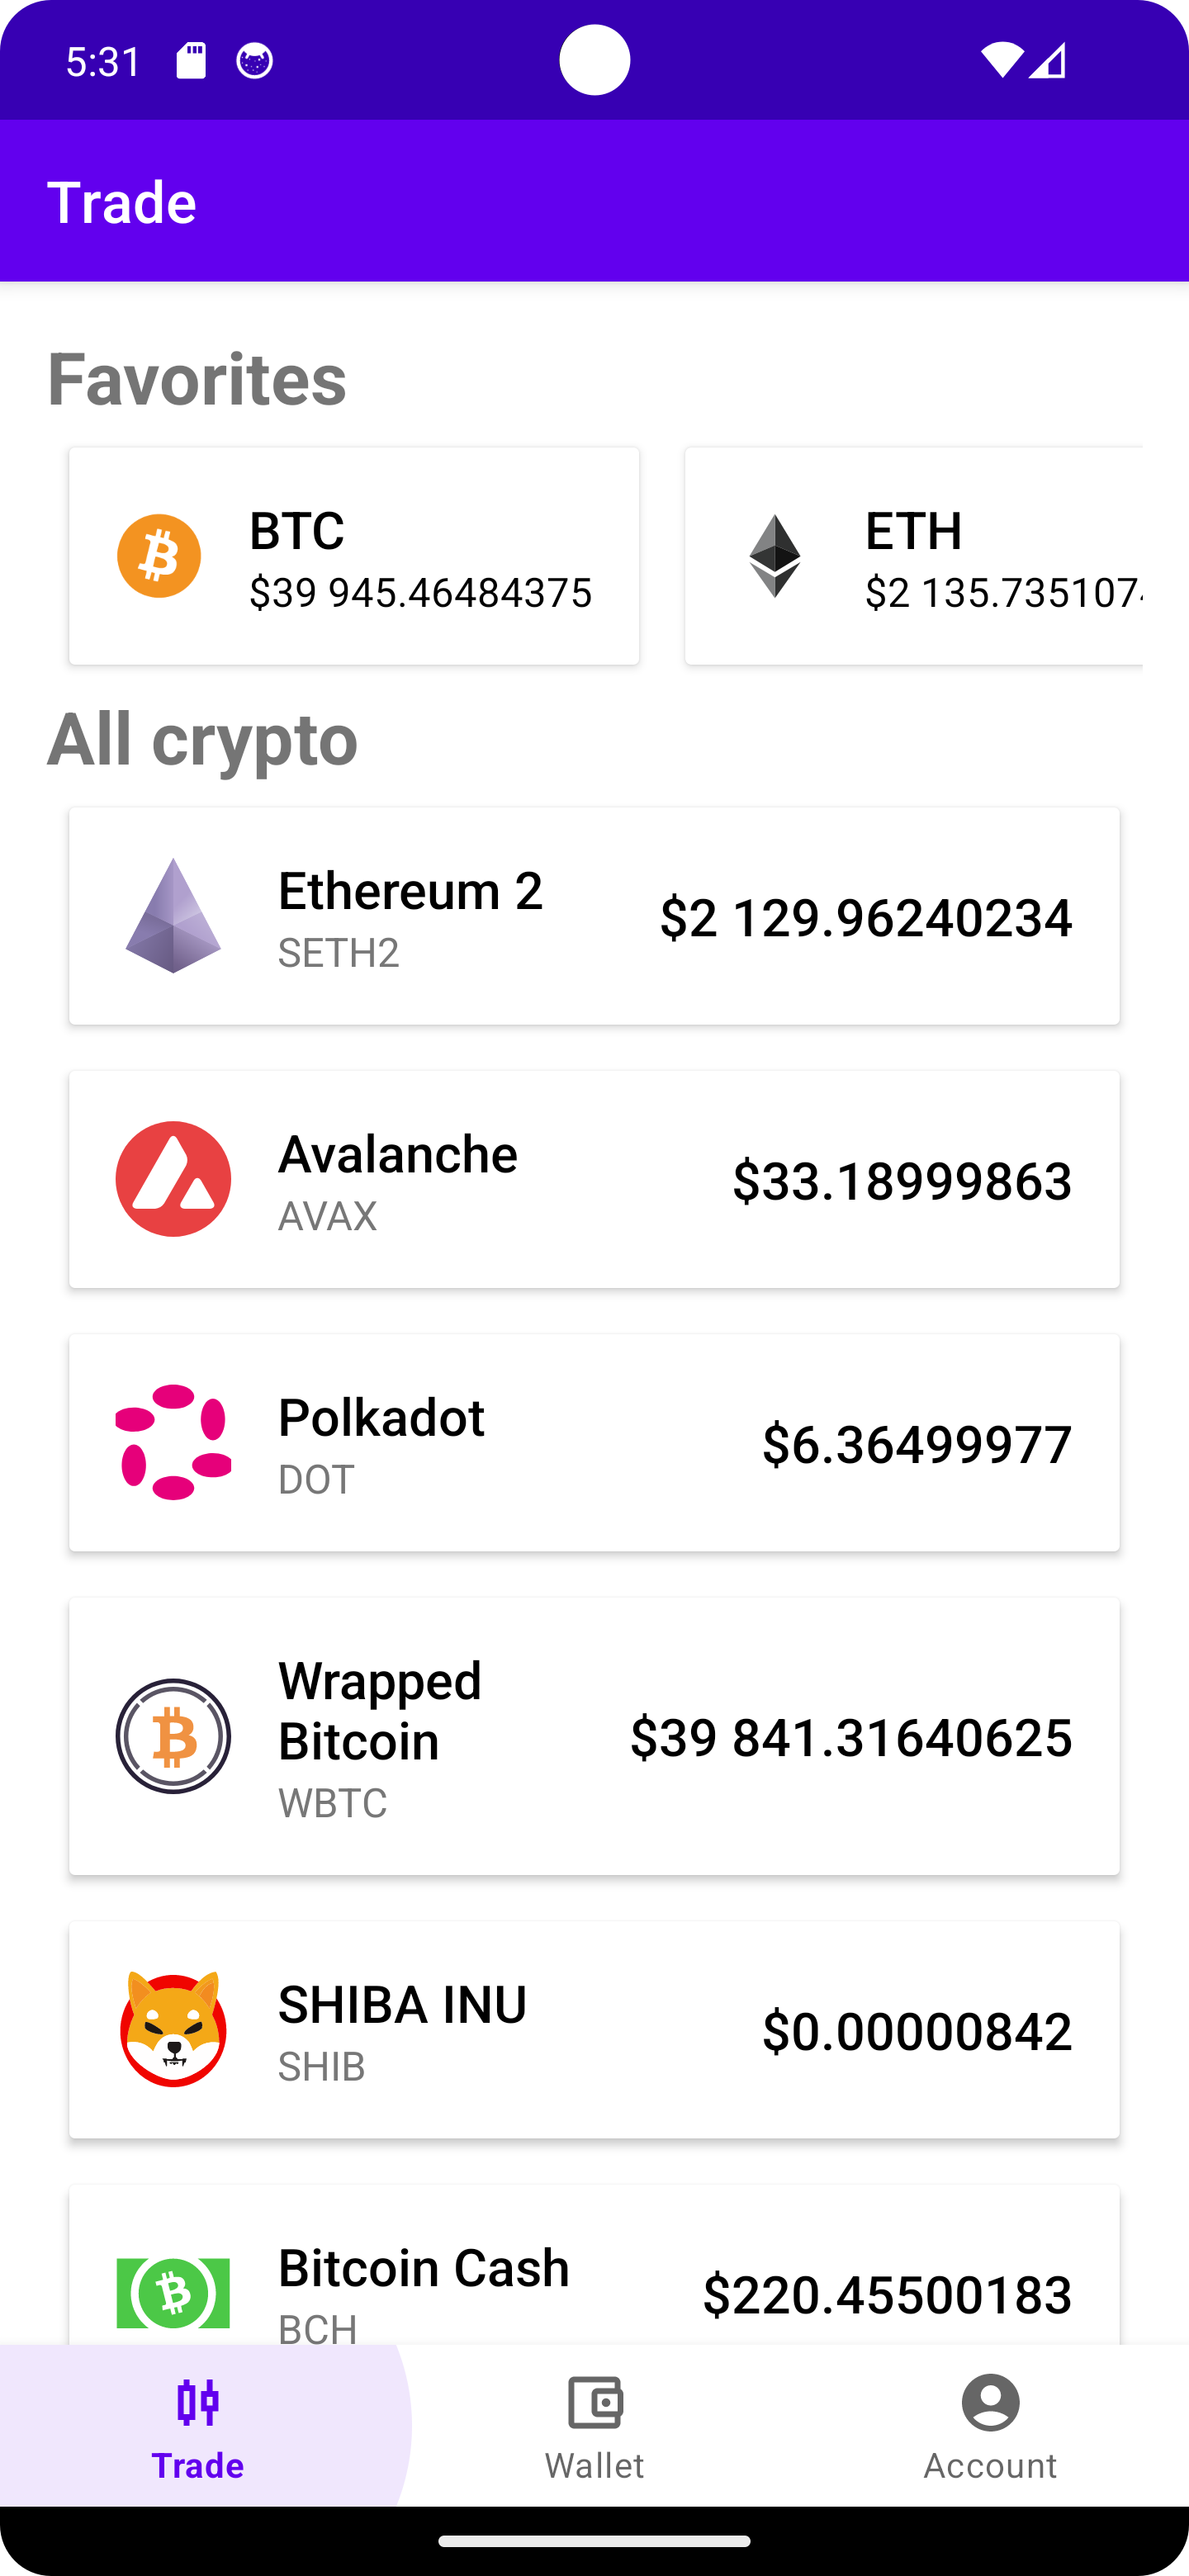 5:31
Trade
Favorites
BTC
$39 945.46484375
ETH
$2 135.735107
All crypto
Ethereum 2
SETH2
$2 129.96240234
Avalanche
AVAX
$33.18999863
Polkadot
DOT
$6.36499977
Wrapped
Bitcoin
WBTC
$39 841.31640625
SHIBA INU
SHIB
$0.00000842
Bitcoin Cash
BCH
$220.45500183
Trade
Wallet
Account